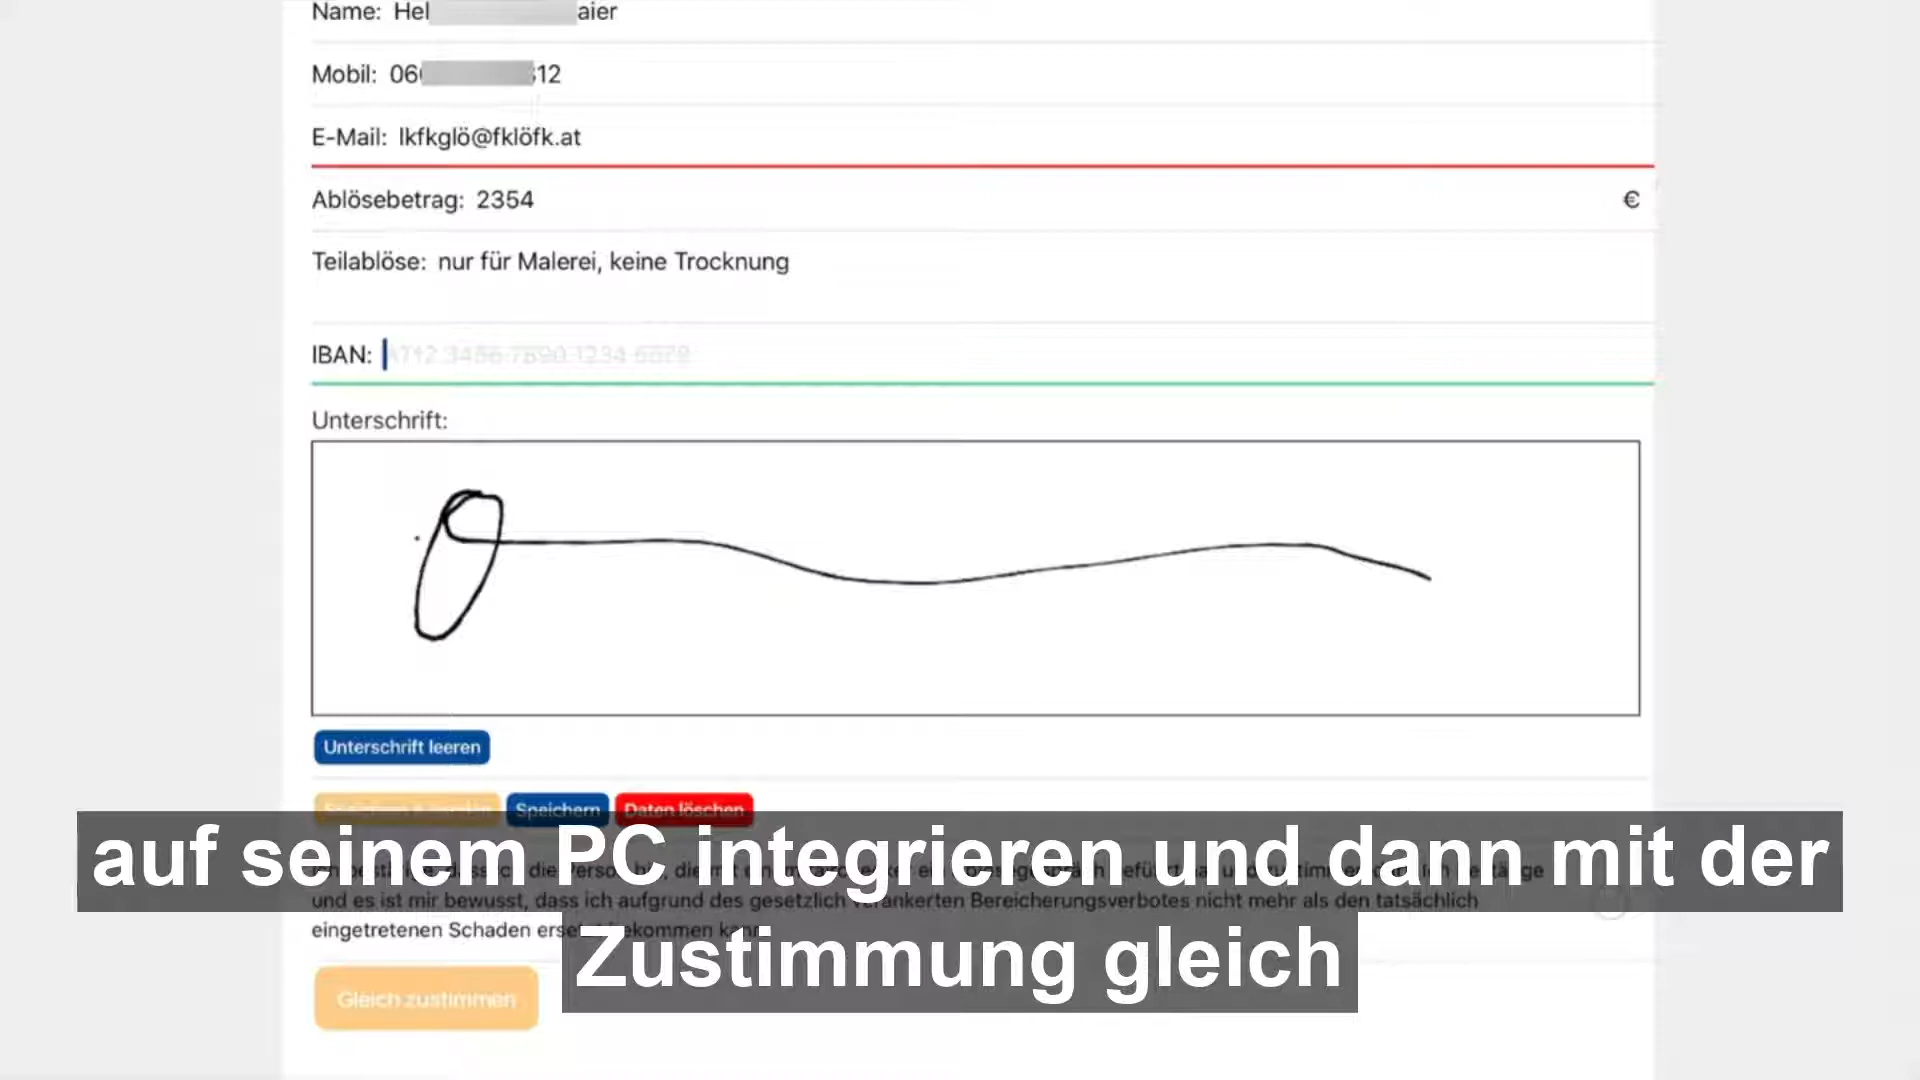 Name: Hel aier
Mobil: 06 12
E-Mail: lkfkglö@fklöfk.at
Ablösebetrag: 2354 €
Teilablöse: nur für Malerei, keine Trocknung
IBAN:
Unterschrift:
Unterschrift leeren
Speichern Daten löschen
auf seinem PC integrieren und dann mit der
und es ist mir bewusst, dass ich aufgrund des gesetzlich verankerten Bereicherungsverbotes nicht mehr als den tatsächlich
eingetretenen Schaden
Zustimmung gleich
Gleich zustimmen